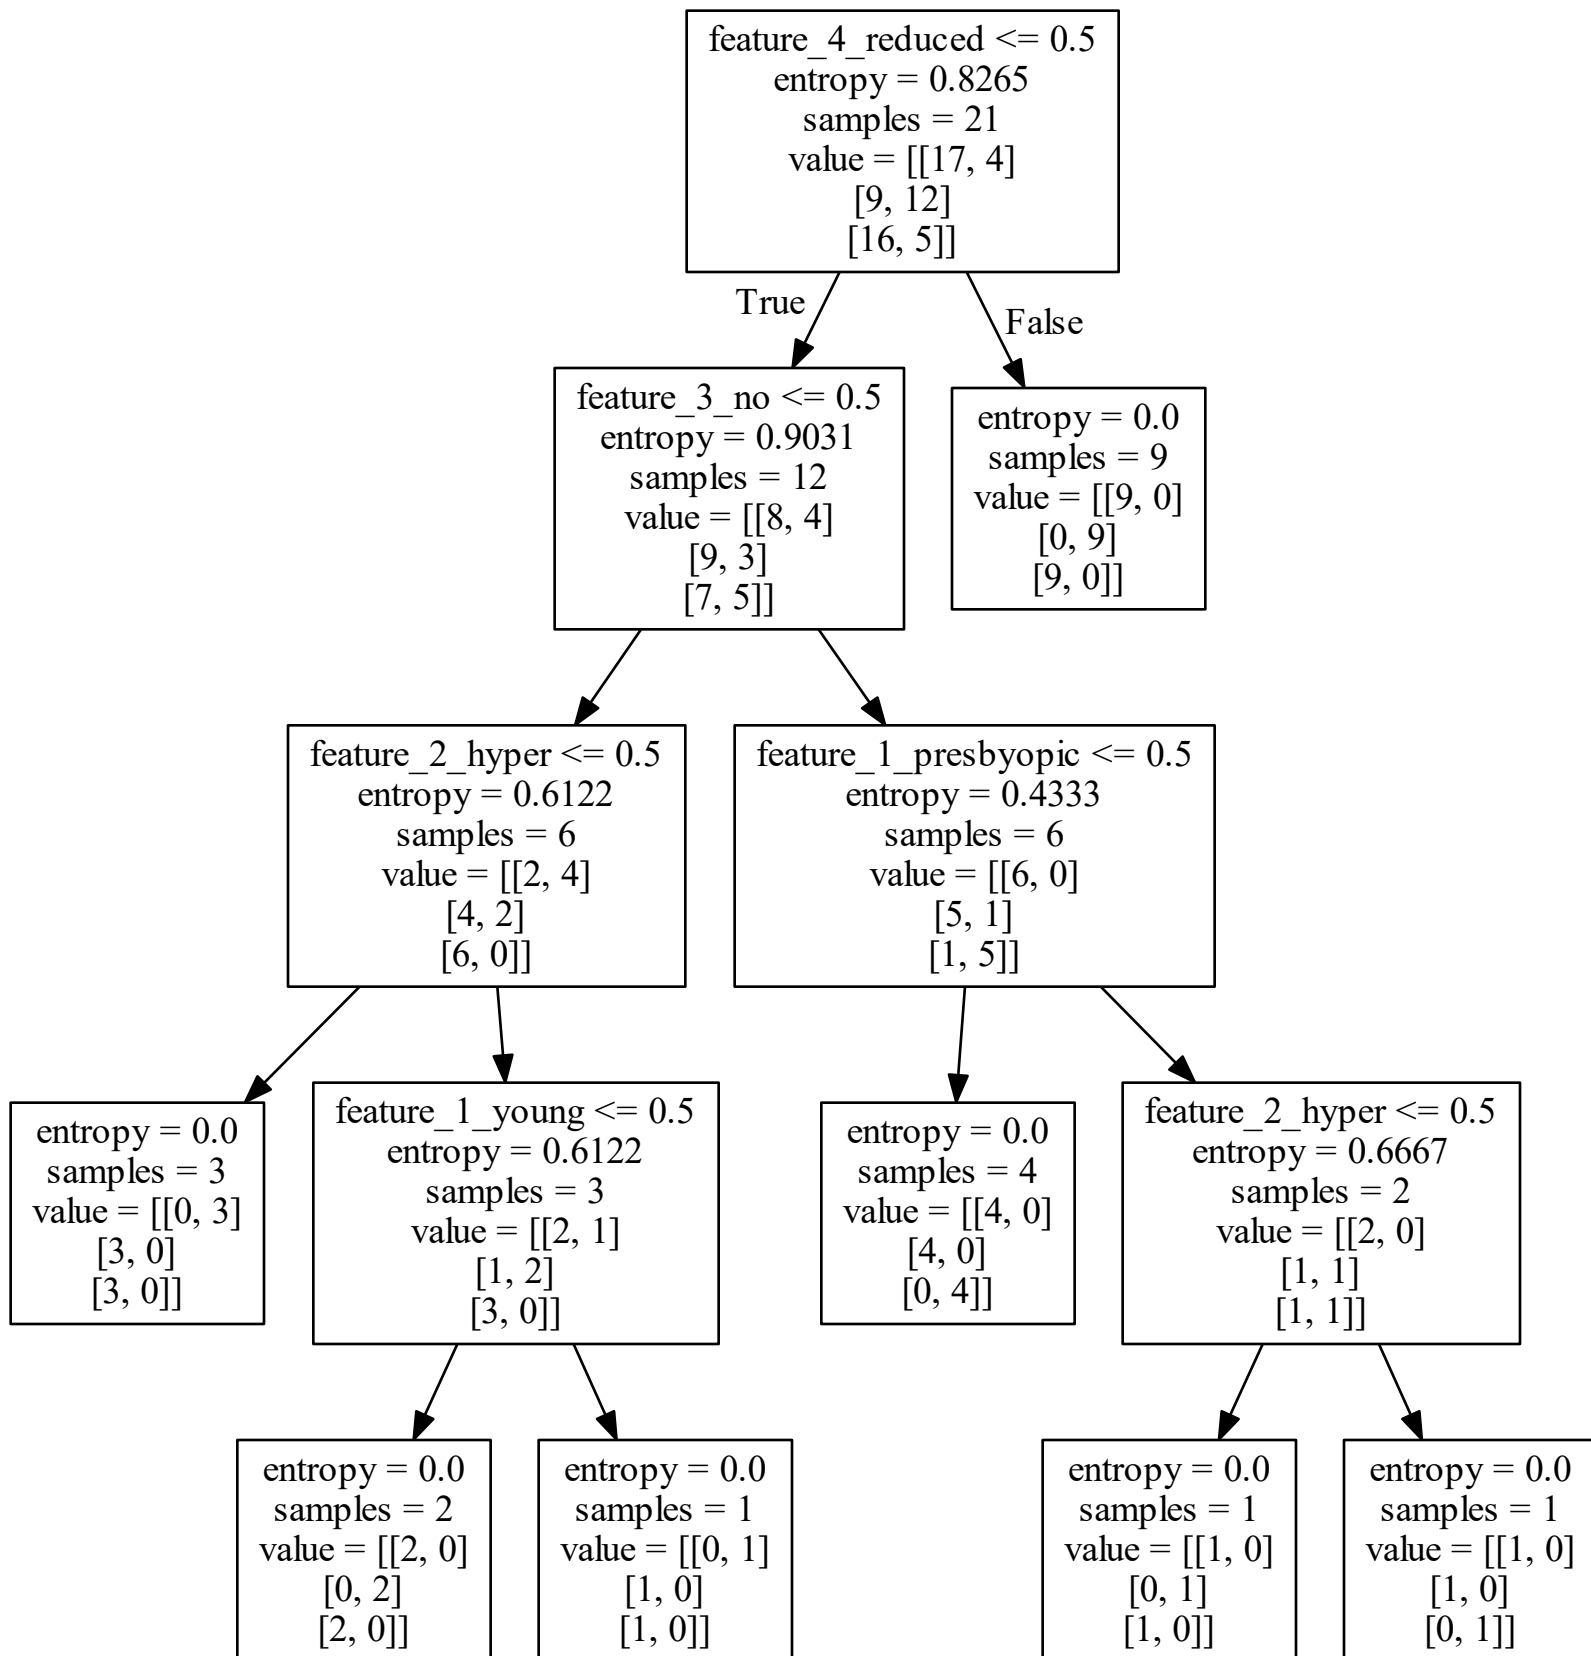 feature_4_reduced <= 0.5
entropy = 0.8265
samples = 21
value = [[17, 4]
[9, 12]
[16, 5]]
True
False
feature_3_no <= 0.5
entropy = 0.9031
samples = 12
value = [[8, 4]
[9, 3]
[7, 5]]
entropy = 0.0
samples = 9
value = [[9, 0]
[0, 9]
[9, 0]]
feature_2_hyper <= 0.5
entropy = 0.6122
samples = 6
value = [[2, 4]
[4, 2]
[6, 0]]
feature_1_presbyopic <= 0.5
entropy = 0.4333
samples = 6
value = [[6, 0]
[5, 1]
[1, 5]]
entropy = 0.0
samples = 3
value = [[0, 3]
[3, 0]
[3, 0]]
feature_1_young <= 0.5
entropy = 0.6122
samples = 3
value = [[2, 1]
[1, 2]
[3, 0]]
entropy = 0.0
samples = 4
value = [[4, 0]
[4, 0]
[0, 4]]
feature_2_hyper <= 0.5
entropy = 0.6667
samples = 2
value = [[2, 0]
[1, 1]
[1, 1]]
entropy = 0.0
samples = 2
value = [[2, 0]
[0, 2]
[2, 0]]
entropy = 0.0
samples = 1
value = [[0, 1]
[1, 0]
[1, 0]]
entropy = 0.0
samples = 1
value = [[1, 0]
[0, 1]
[1, 0]]
entropy = 0.0
samples = 1
value = [[1, 0]
[1, 0]
[0, 1]]